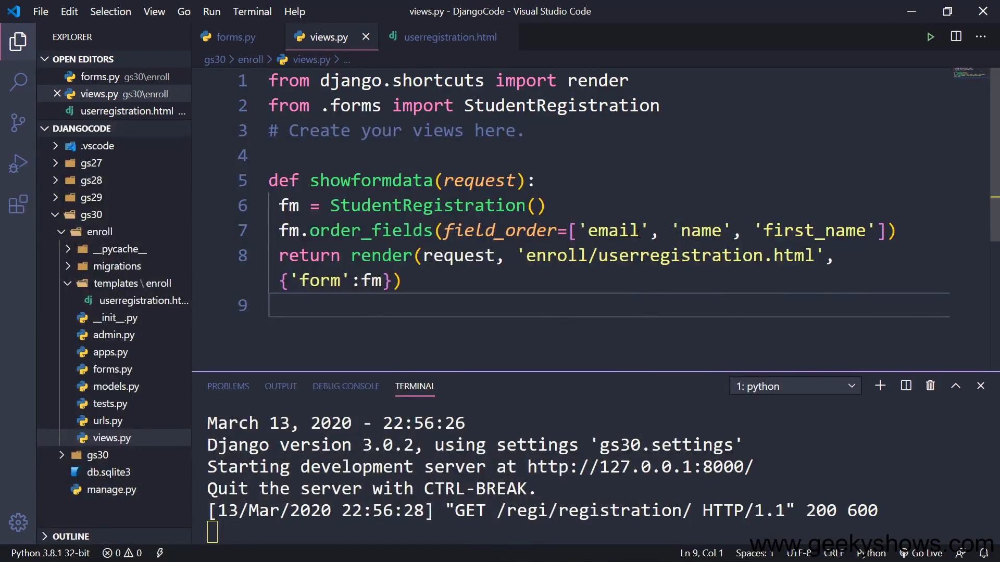 File Edit Selection View Go Run Terminal Help
views.py - DjangoCode - Visual Studio Code
EXPLORER
OPEN EDITORS
forms.py gs30\enroll
views.py gs30\enroll
userregistration.html ...
DJANGOCODE
.vscode
gs27
gs28
gs29
gs30
enroll
__pycache__
migrations
templates \ enroll
userregistration.ht...
__init__.py
admin.py
apps.py
forms.py
models.py
tests.py
urls.py
views.py
gs30
db.sqlite3
manage.py
OUTLINE
forms.py views.py userregistration.html
gs30 > enroll > views.py > ...
1 from django.shortcuts import render
2 from .forms import StudentRegistration
3 # Create your views here.
4
5 def showformdata(request):
6 fm = StudentRegistration()
7 fm.order_fields(field_order=['email', 'name', 'first_name'])
8 return render(request, 'enroll/userregistration.html',
{'form':fm})
9
PROBLEMS OUTPUT DEBUG CONSOLE TERMINAL 1: python
March 13, 2020 - 22:56:26
Django version 3.0.2, using settings 'gs30.settings'
Starting development server at http://127.0.0.1:8000/
Quit the server with CTRL-BREAK.
[13/Mar/2020 22:56:28] "GET /regi/registration/ HTTP/1.1" 200 600
www.geekyshows.com
Python 3.8.1 32-bit 0 0 Ln 9, Col 1 Spaces: 1 UTF-8 CRLF Python Go Live